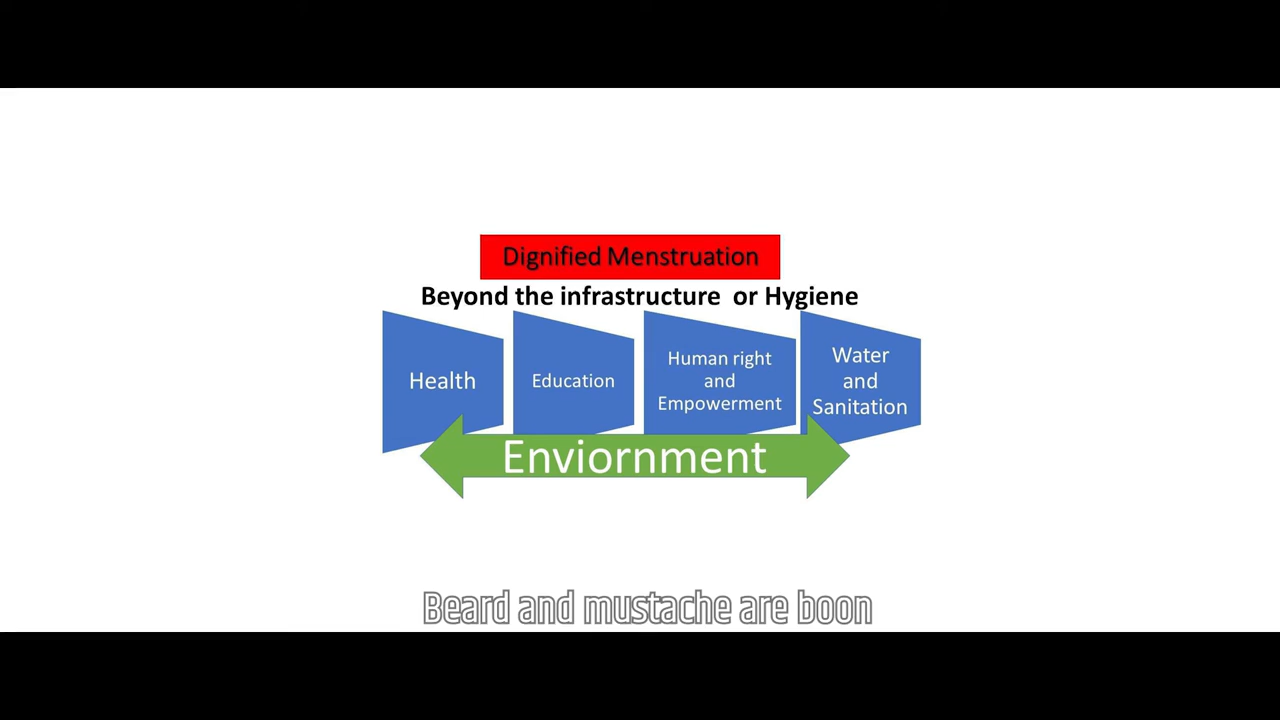 Dignified Menstruation
Beyond the infrastructure or Hygiene
Health
Education
Human right
and
Empowerment
Water
and
Sanitation
Enviornment
Beard and mustache are boon